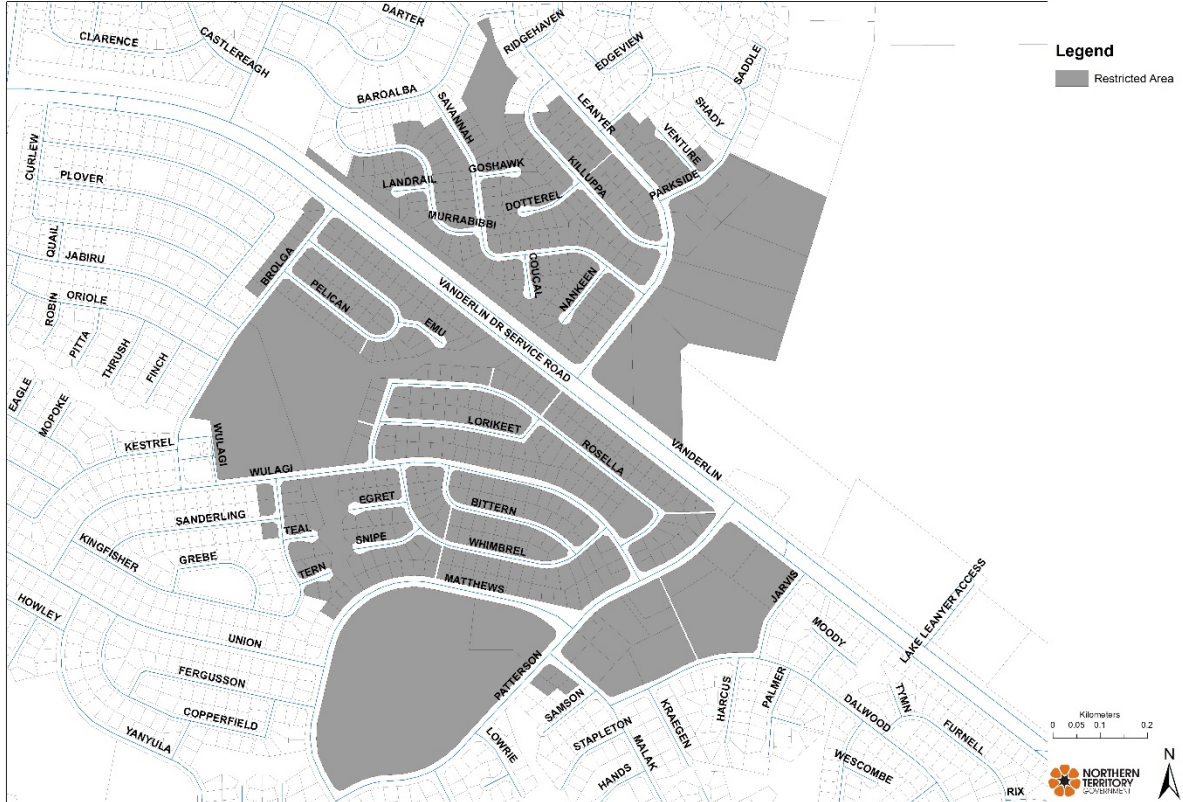 CLARENCE
CASTLEREAGH
DARTER
BAROALBA
SAVANNAH
RIDGEHAVEN
EDGEVIEW
SADDLE
SHADY
LEANYER
VENTURE
PARKSIDE
KILLUPPA
GOSHAWK
LANDRAIL
DOTTEREL
MURRABIBBI
COUCAL
NANKEEN
CURLEW
PLOVER
QUAIL
JABIRU
ORIOLE
ROBIN
PITTA
THRUSH
FINCH
EAGLE
MOPOKE
BROLGA
PELICAN
EMU
VANDERLIN DR SERVICE ROAD
KESTREL
WULAGI
WULAGI
LORIKEET
ROSELLA
VANDERLIN
SANDERLING
EGRET
BITTERN
TEAL
SNIPE
WHIMBREL
KINGFISHER
GREBE
TERN
MATTHEWS
HOWLEY
UNION
FERGUSSON
COPPERFIELD
YANYULA
PATTERSON
JARVIS
MOODY
LAKE LEANYER ACCESS
SAMSON
STAPLETON
KRAEGEN
HARCUS
PALMER
LOWRIE
MALAK
HANDS
DALWOOD
TYMN
FURNELL
WESCOMBE
RIX
Legend
Restricted Area
Kilometers
0 0.05 0.1 0.2
N
NORTHERN
TERRITORY
GOVERNMENT